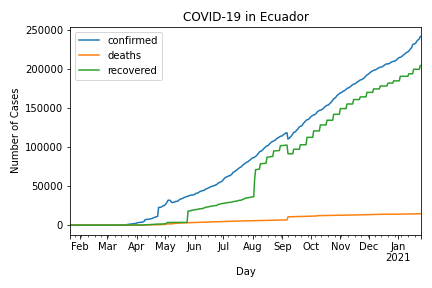 COVID-19 in Ecuador
confirmed
deaths
recovered
Number of Cases
250000
200000
150000
100000
50000
0
Feb Mar Apr May Jun Jul Aug Sep Oct Nov Dec Jan
2021
Day